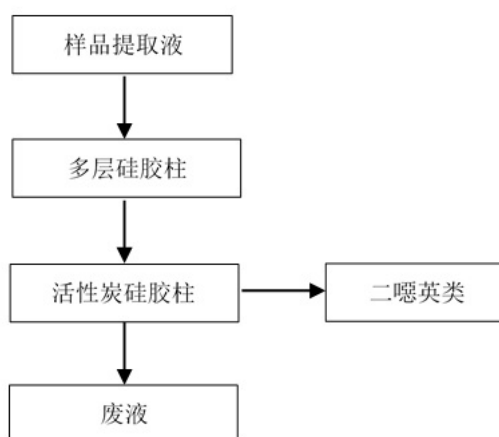 样品提取液
多层硅胶柱
活性炭硅胶柱
二噁英类
废液